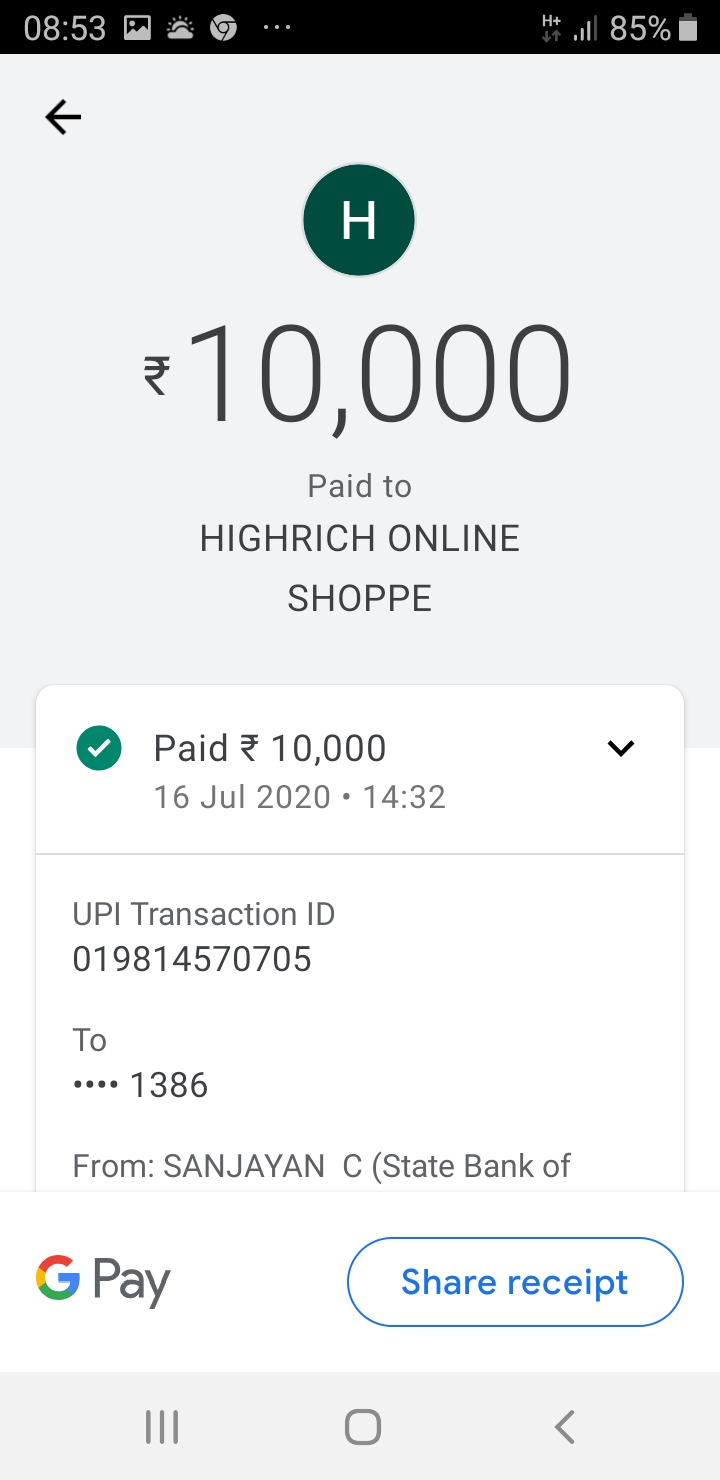 08:53 H+ 85%
H
₹10,000
Paid to
HIGHRICH ONLINE
SHOPPE
Paid ₹ 10,000
16 Jul 2020 • 14:32
UPI Transaction ID
019814570705
To
•••• 1386
From: SANJAYAN C (State Bank of
G Pay
Share receipt